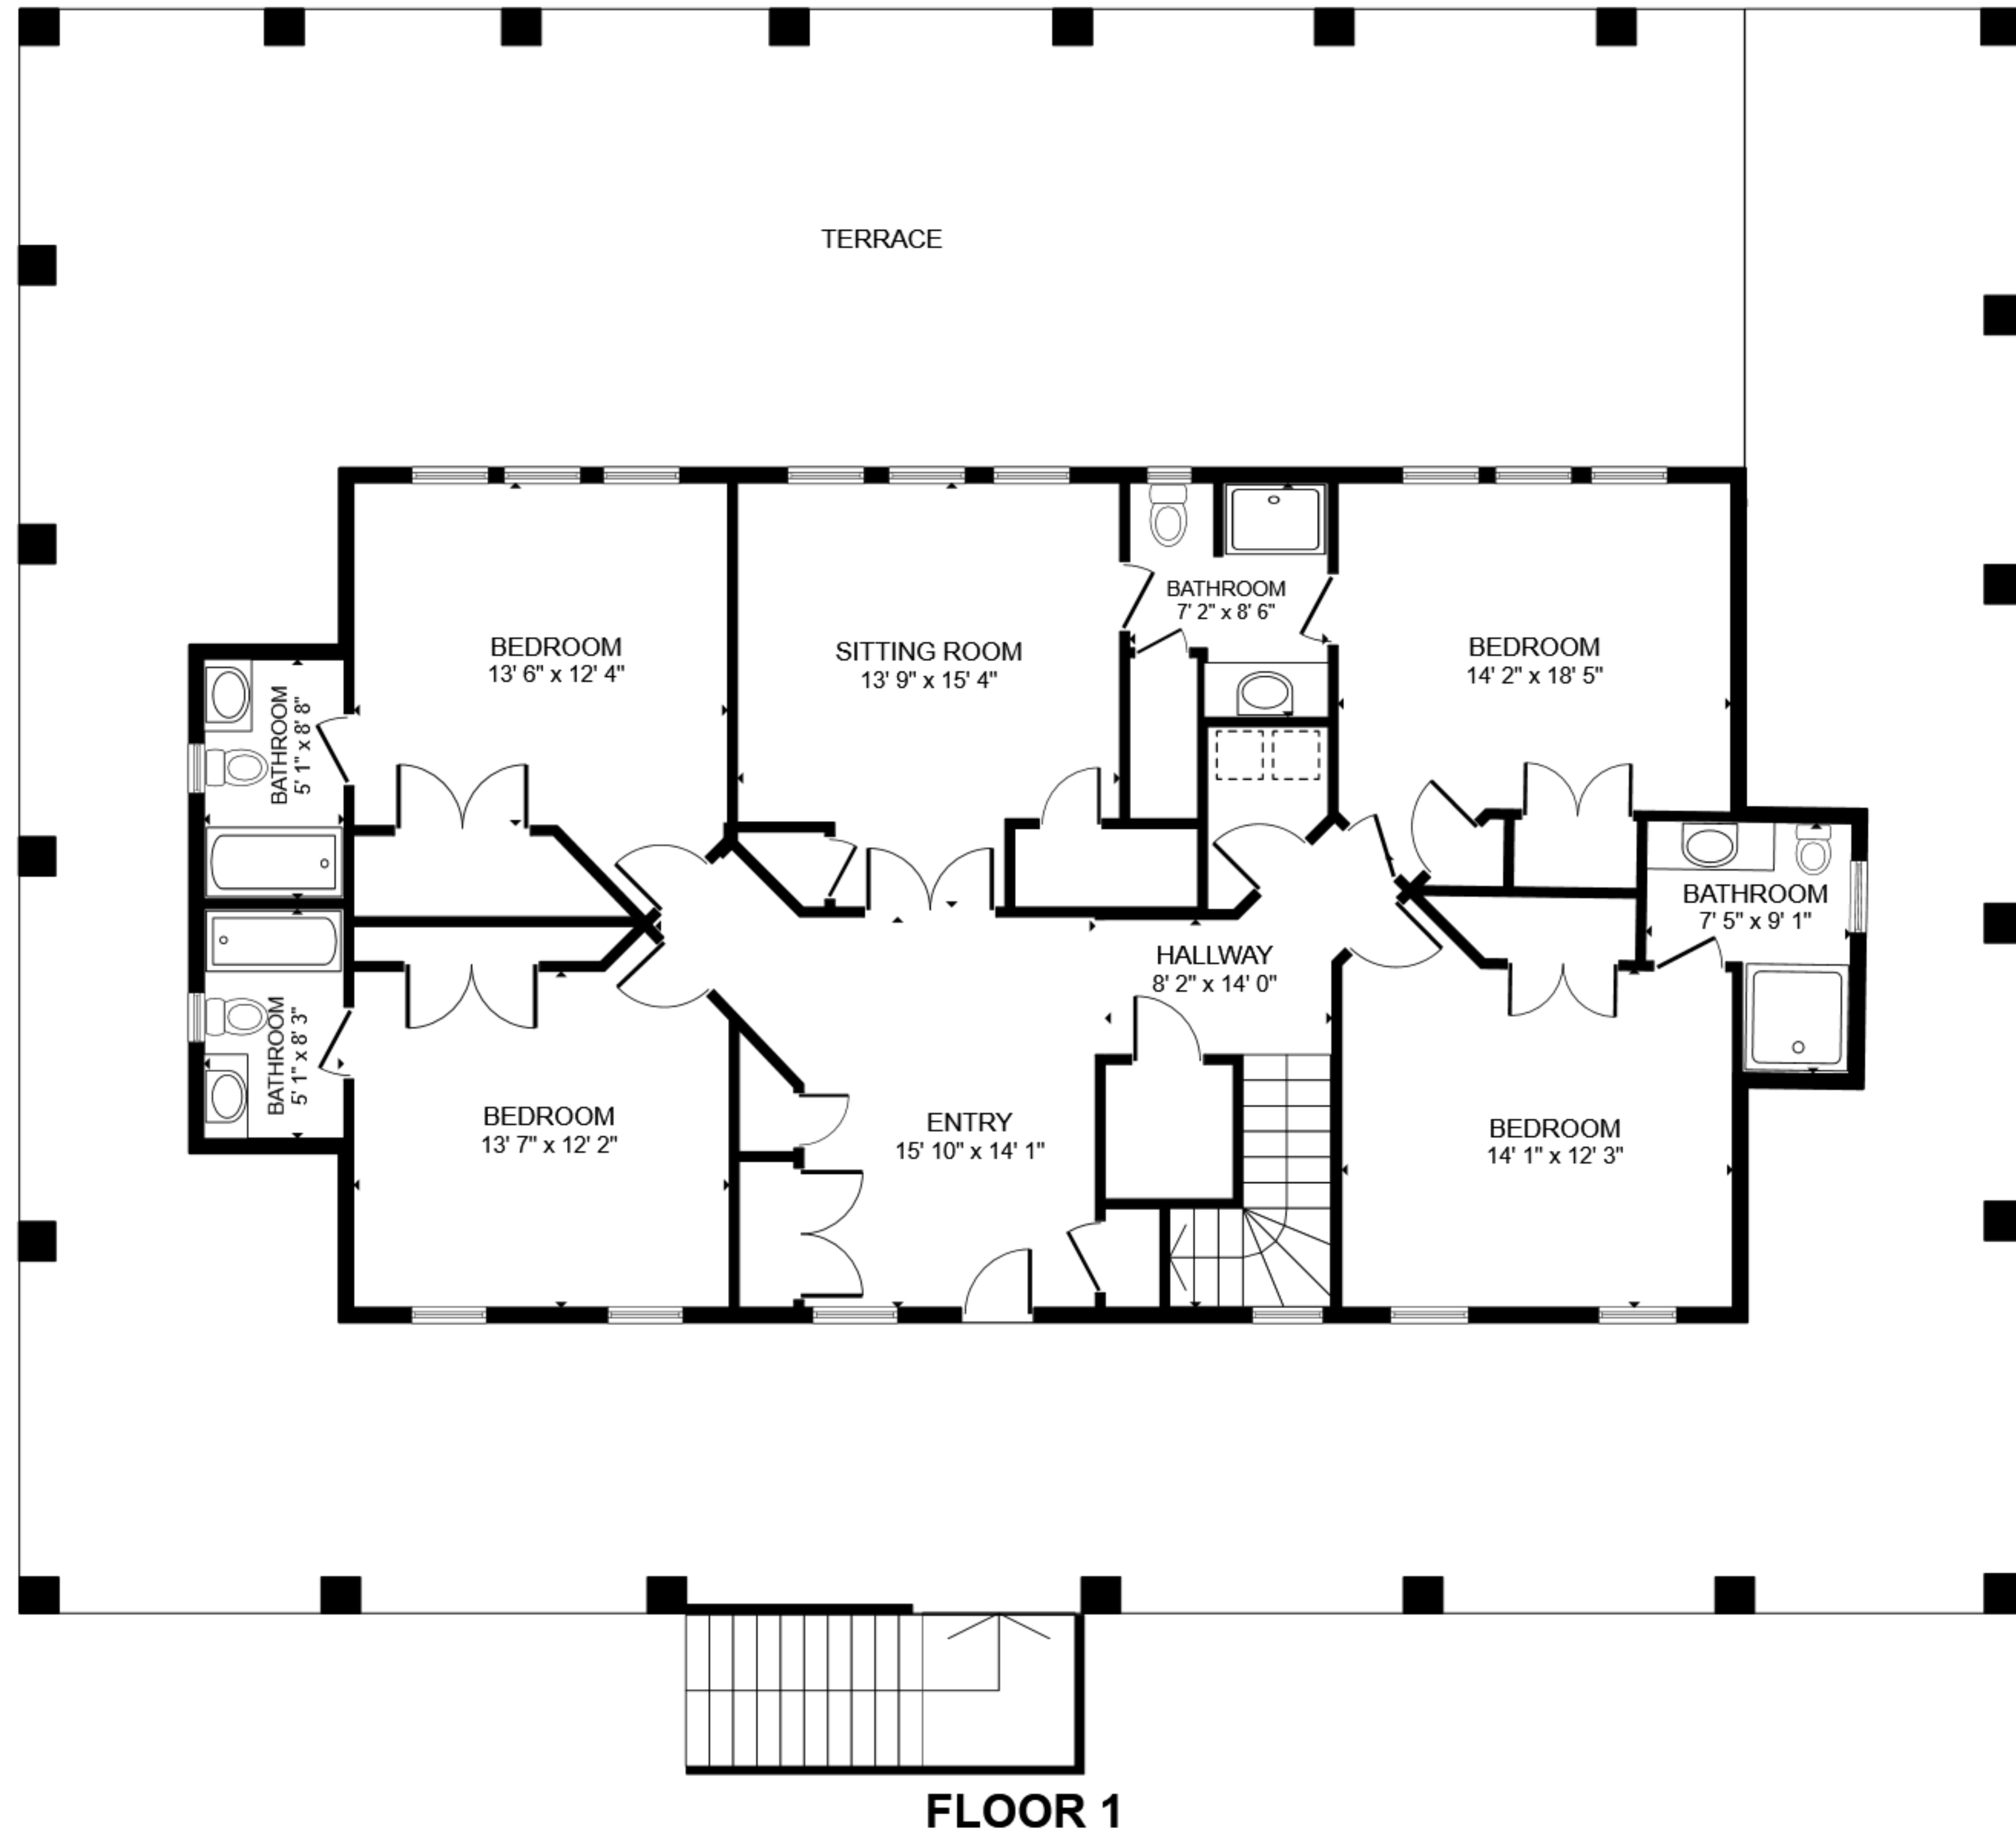 TERRACE
BEDROOM
13' 6" x 12' 4"
SITTING ROOM
13' 9" x 15' 4"
BATHROOM
7' 2" x 8' 6"
BEDROOM
14' 2" x 18' 5"
BATHROOM
5' 1" x 8' 8"
BATHROOM
7' 5" x 9' 1"
HALLWAY
8' 2" x 14' 0"
BATHROOM
5' 1" x 8' 3"
BEDROOM
13' 7" x 12' 2"
ENTRY
15' 10" x 14' 1"
BEDROOM
14' 1" x 12' 3"
FLOOR 1